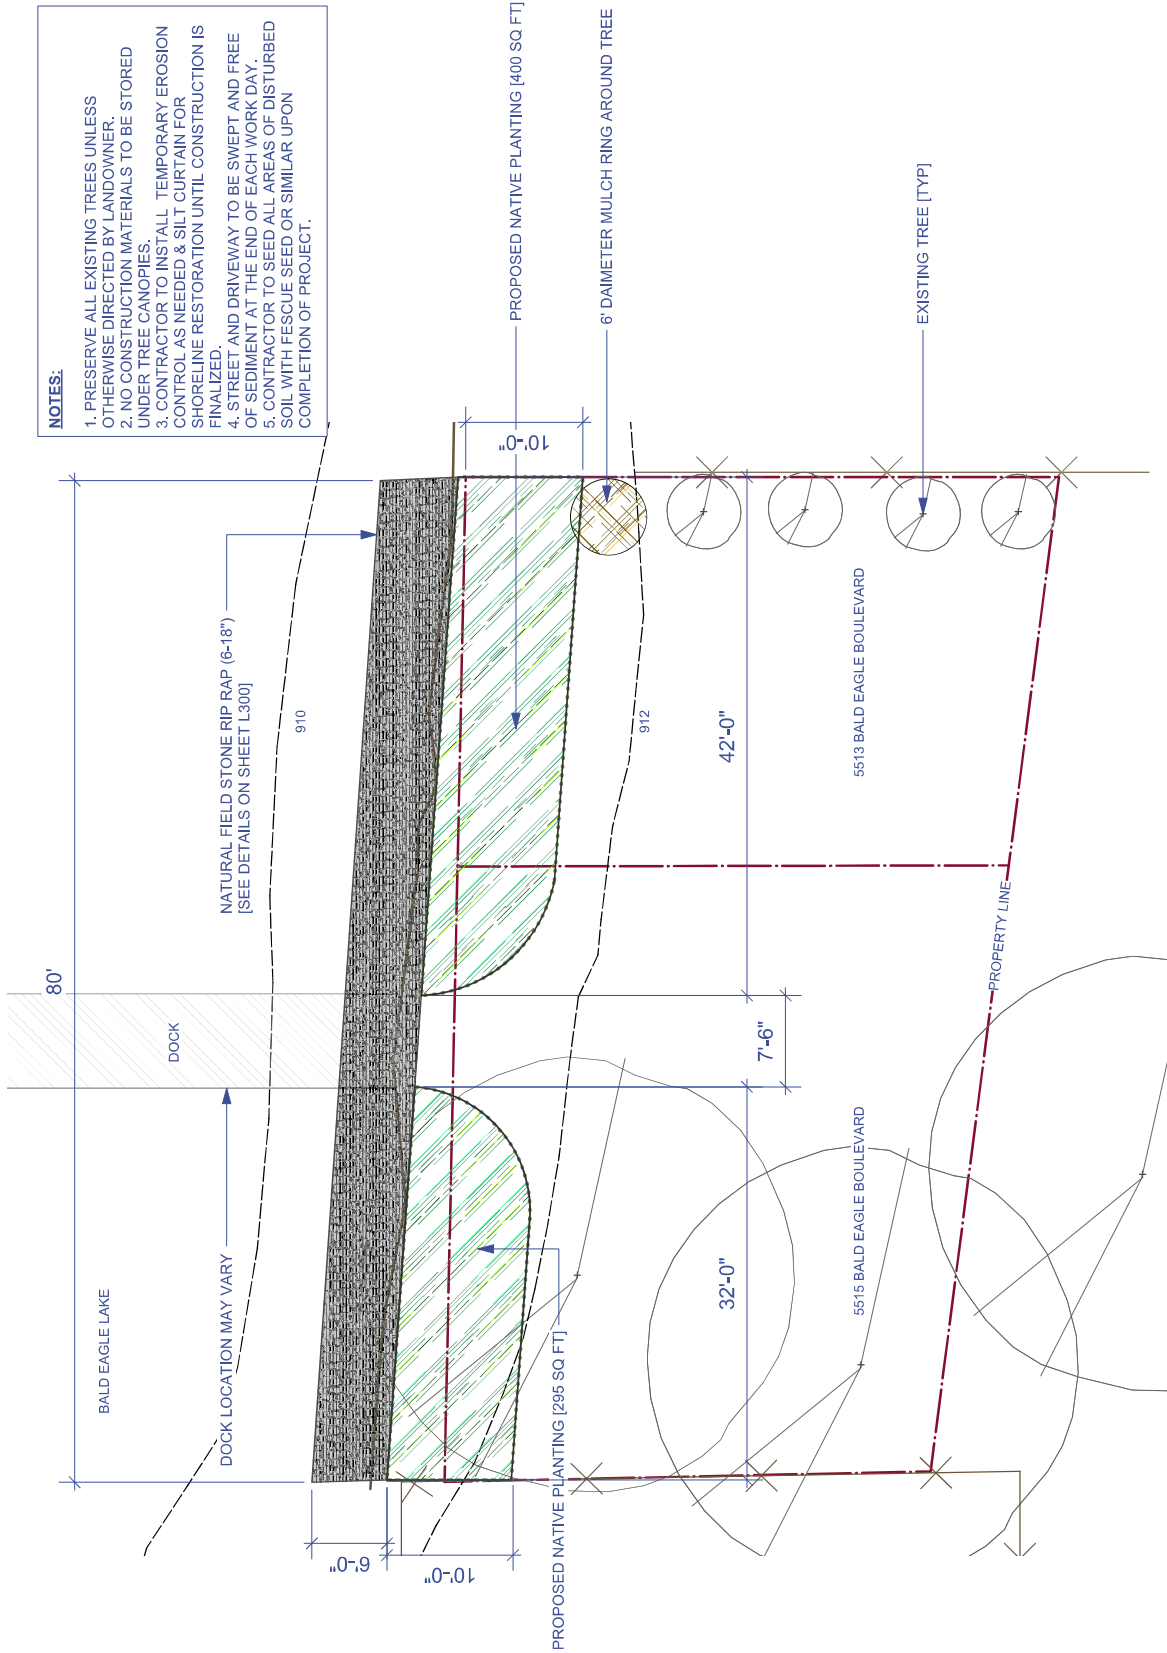 NOTES:
1. PRESERVE ALL EXISTING TREES UNLESS
OTHERWISE DIRECTED BY LANDOWNER.
2. NO CONSTRUCTION MATERIALS TO BE STORED
UNDER TREE CANOPIES.
3. CONTRACTOR TO INSTALL TEMPORARY EROSION
CONTROL AS NEEDED & SILT CURTAIN FOR
SHORELINE RESTORATION UNTIL CONSTRUCTION IS
FINALIZED.
4. STREET AND DRIVEWAY TO BE SWEPT AND FREE
OF SEDIMENT AT THE END OF EACH WORK DAY.
5. CONTRACTOR TO SEED ALL AREAS OF DISTURBED
SOIL WITH FESCUE SEED OR SIMILAR UPON
COMPLETION OF PROJECT.
80'
BALD EAGLE LAKE
DOCK
DOCK LOCATION MAY VARY
NATURAL FIELD STONE RIP RAP (6-18")
[SEE DETAILS ON SHEET L300]
910
6'-0"
10'-0"
10'-0"
PROPOSED NATIVE PLANTING [400 SQ FT]
PROPOSED NATIVE PLANTING [295 SQ FT]
6' DAIMETER MULCH RING AROUND TREE
912
32'-0"
7'-6"
42'-0"
5515 BALD EAGLE BOULEVARD
5513 BALD EAGLE BOULEVARD
EXISTING TREE [TYP]
PROPERTY LINE